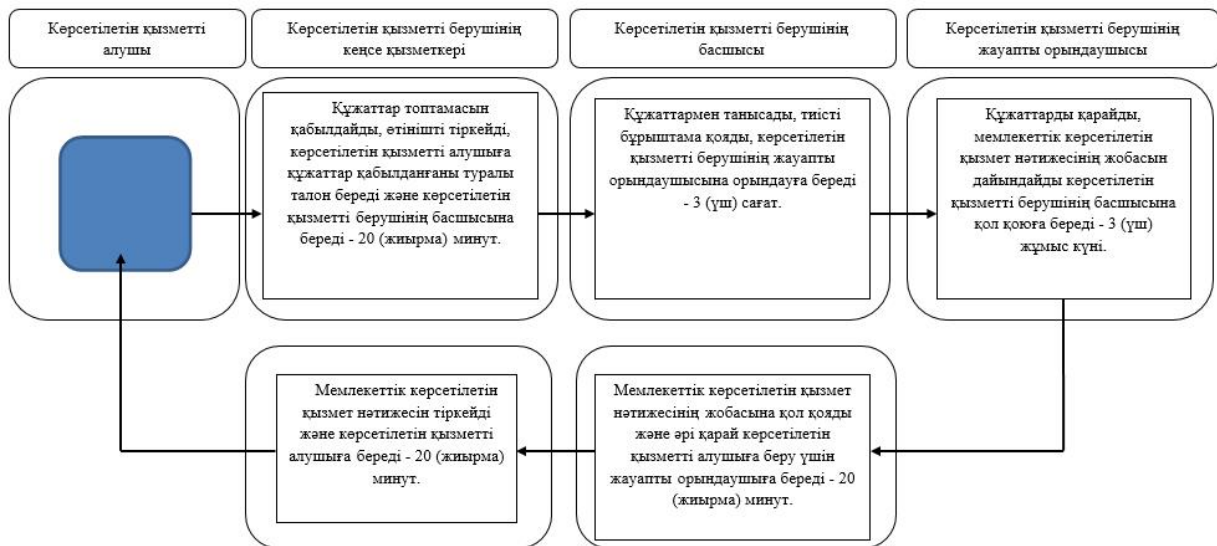 Көрсетілетін қызметті
алушы
Көрсетілетін қызметті берушінің
кеңсе қызметкері
Көрсетілетін қызметті берушінің
басшысы
Көрсетілетін қызметті берушінің
жауапты орындаушысы
Құжаттар топтамасын
қабылдайды, өтінішті тіркейді,
көрсетілетін қызметті алушыға
құжаттар қабылданғаны туралы
талон береді және көрсетілетін
қызметті берушінің басшысына
береді - 20 (жиырма) минут.
Құжаттармен танысады, тиісті
бұрыштама қояды, көрсетілетін
қызметті берушінің жауапты
орындаушысына орындауға береді
- 3 (үш) сағат.
Құжаттарды қарайды,
мемлекеттік көрсетілетін
қызмет нәтижесінің жобасын
дайындайды көрсетілетін
қызметті берушінің басшысына
қол қоюға береді - 3 (үш)
жұмыс күні.
Мемлекеттік көрсетілетін
қызмет нәтижесін тіркейді
және көрсетілетін қызметті
алушыға береді - 20 (жиырма)
минут.
Мемлекеттік көрсетілетін қызмет
нәтижесінің жобасына қол қояды
және әрі қарай көрсетілетін
қызметті алушыға беру үшін
жауапты орындаушыға береді - 20
(жиырма) минут.